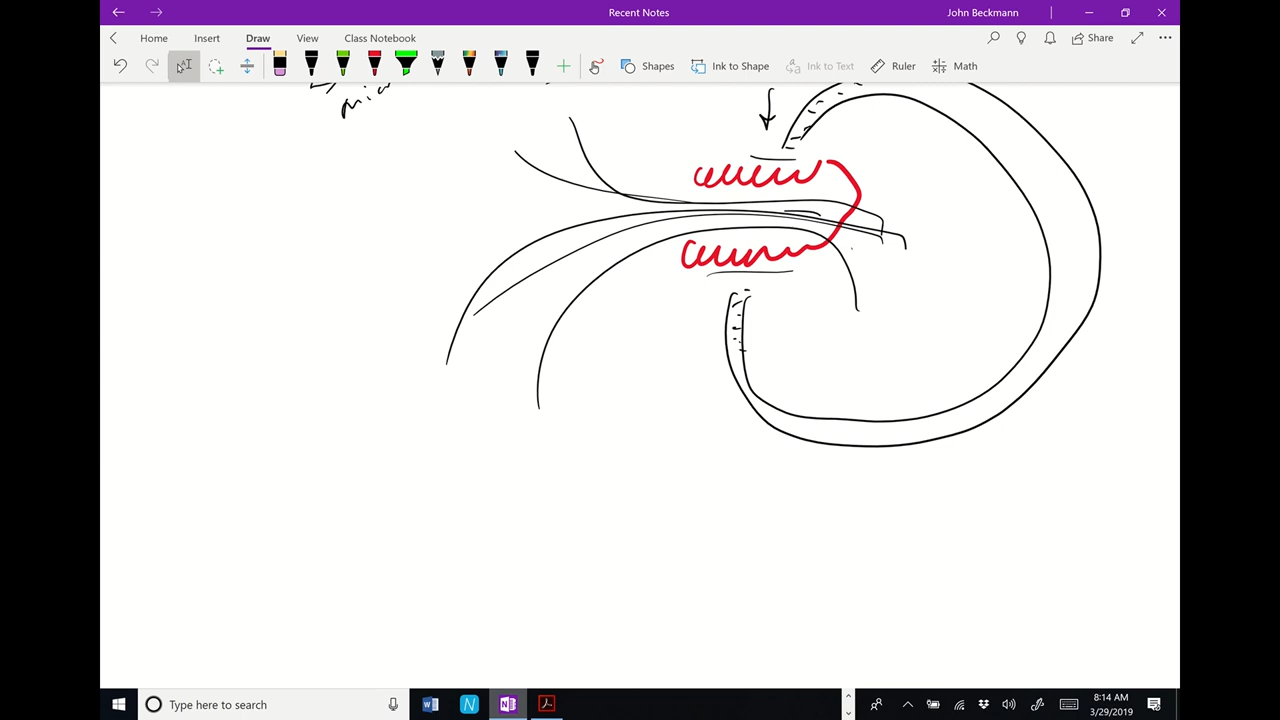 Recent Notes
John Beckmann
Home Insert Draw View Class Notebook
Share
Shapes
Ink to Shape
Ink to Text
Ruler
Math
Type here to search
8:14 AM
3/29/2019